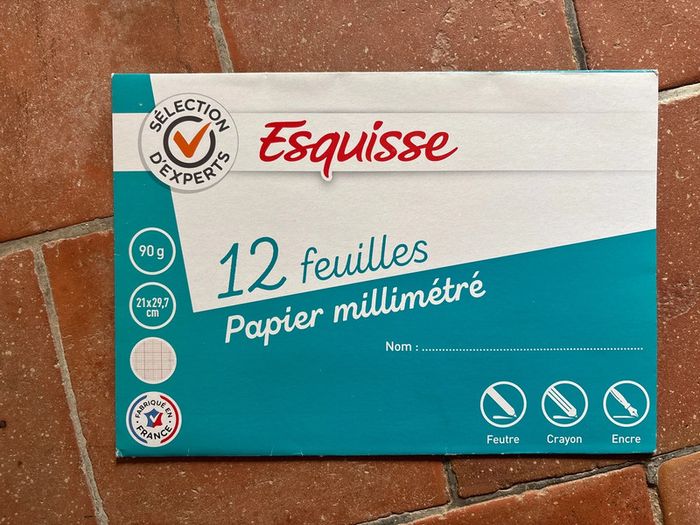 SÉLECTION
D'EXPERTS
Esquisse
12 feuilles
Papier millimétré
90 g
21x29,7
cm
Nom : ........................................................
FABRIQUÉ EN
FRANCE
Feutre
Crayon
Encre